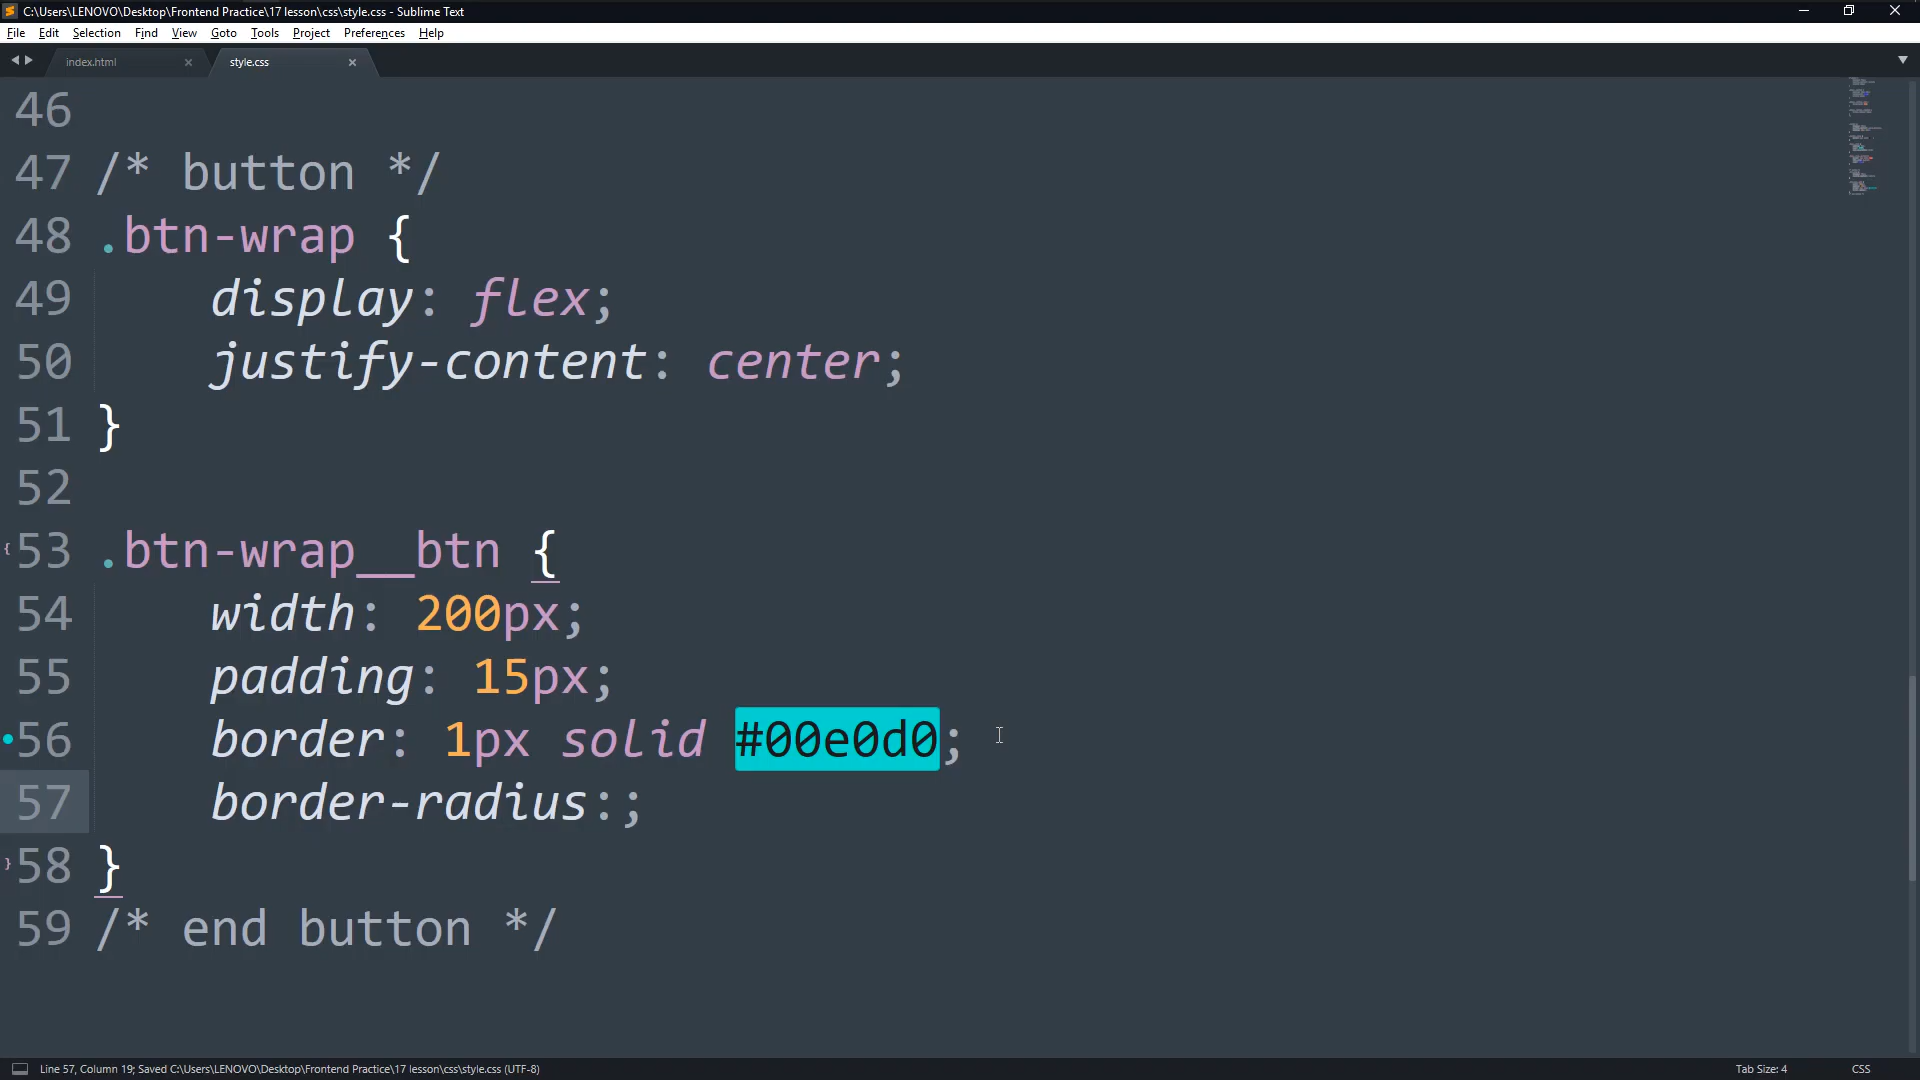 C:\Users\LENOVO\Desktop\Frontend Practice\17 lesson\css\style.css - Sublime Text
File Edit Selection Find View Goto Tools Project Preferences Help
index.html style.css
46
47 /* button */
48 .btn-wrap {
49 display: flex;
50 justify-content: center;
51 }
52
53 .btn-wrap__btn {
54 width: 200px;
55 padding: 15px;
56 border: 1px solid #00e0d0;
57 border-radius:;
58 }
59 /* end button */
Line 57, Column 19; Saved C:\Users\LENOVO\Desktop\Frontend Practice\17 lesson\css\style.css (UTF-8) Tab Size: 4 CSS